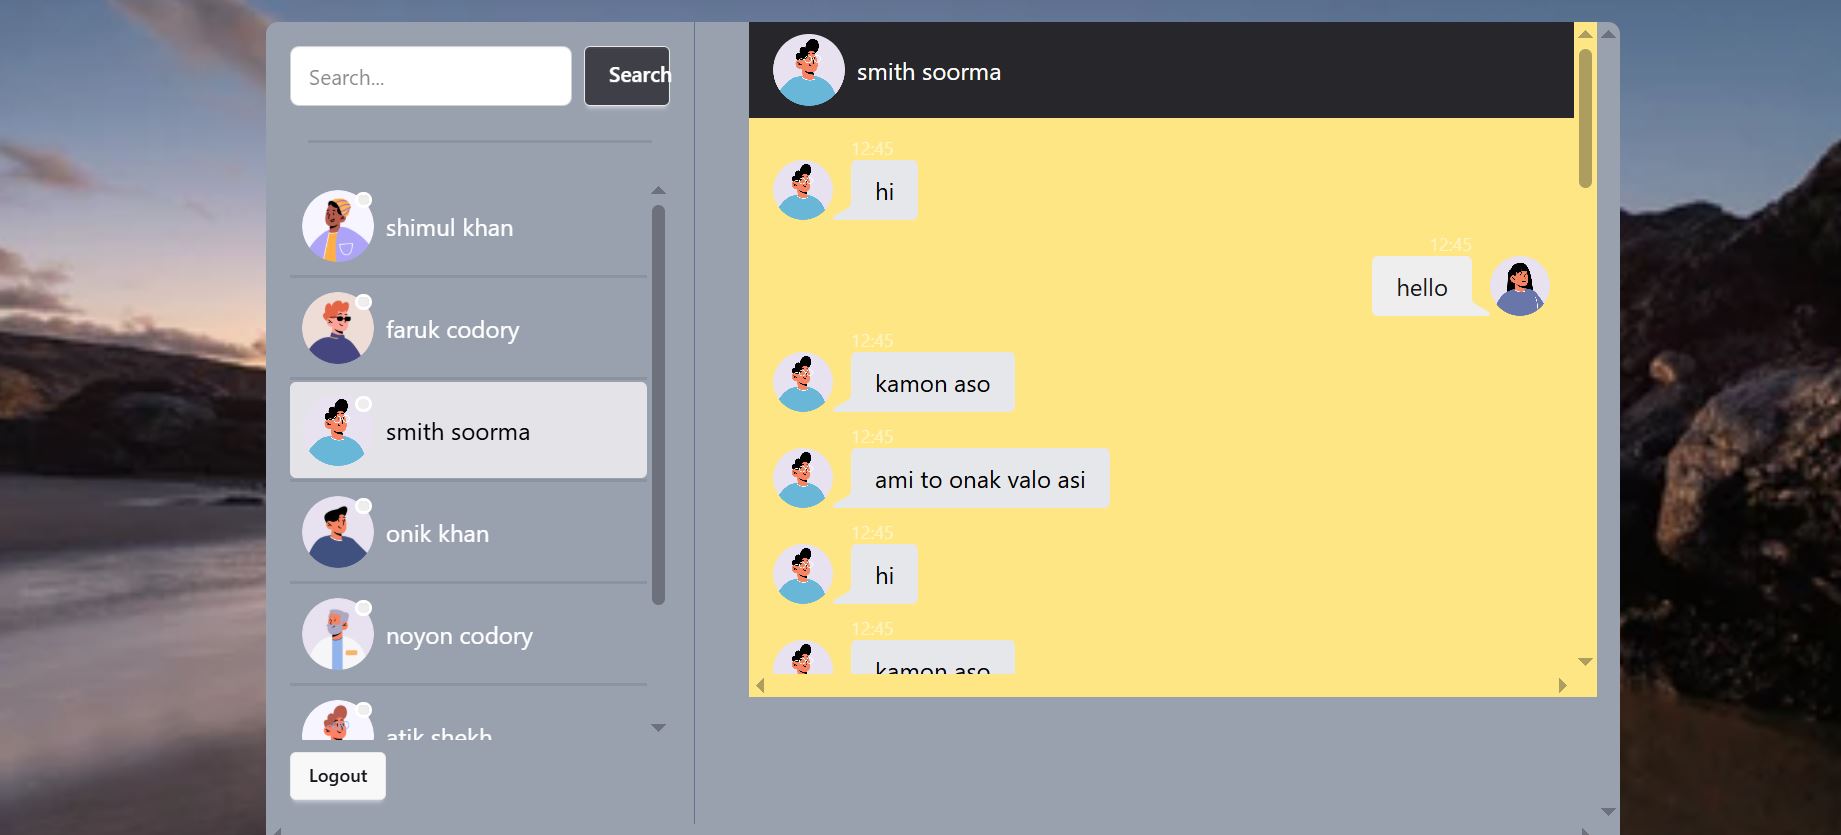 Search...
Search
shimul khan
faruk codory
smith soorma
onik khan
noyon codory
atik shekh
Logout
smith soorma
12:45
hi
12:45
hello
12:45
kamon aso
12:45
ami to onak valo asi
12:45
hi
12:45
kamon aso